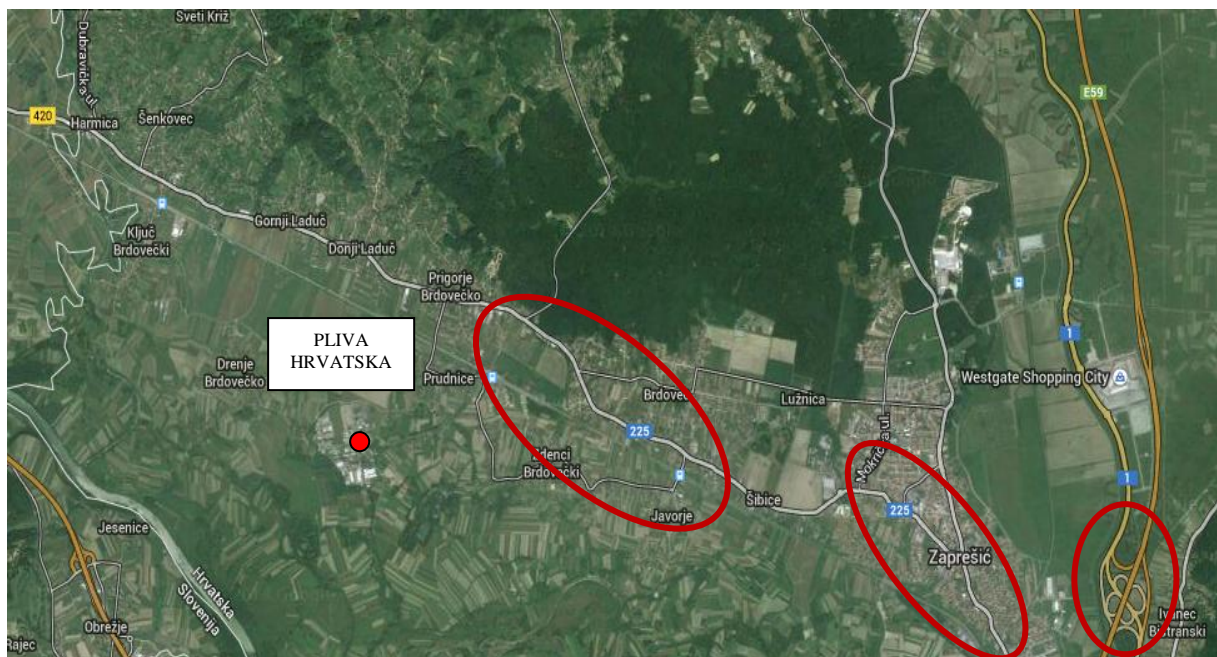 Sveti Križ
Dubravička ul.
E59
420
Harmica
Šenkovec
Ključ
Brdovečki
Gornji Laduč
Donji Laduč
Prigorje
Brdovečko
PLIVA
HRVATSKA
1
Drenje
Brdovečko
Prudnice
Brdovec
Lužnica
Westgate Shopping City
225
Mokrička ul.
Zdenci
Brdovečki
1
Šibice
Javorje
225
Jesenice
Zaprešić
Hrvatska
Slovenija
Obrežje
Rajec
Ivanec
Bistranski